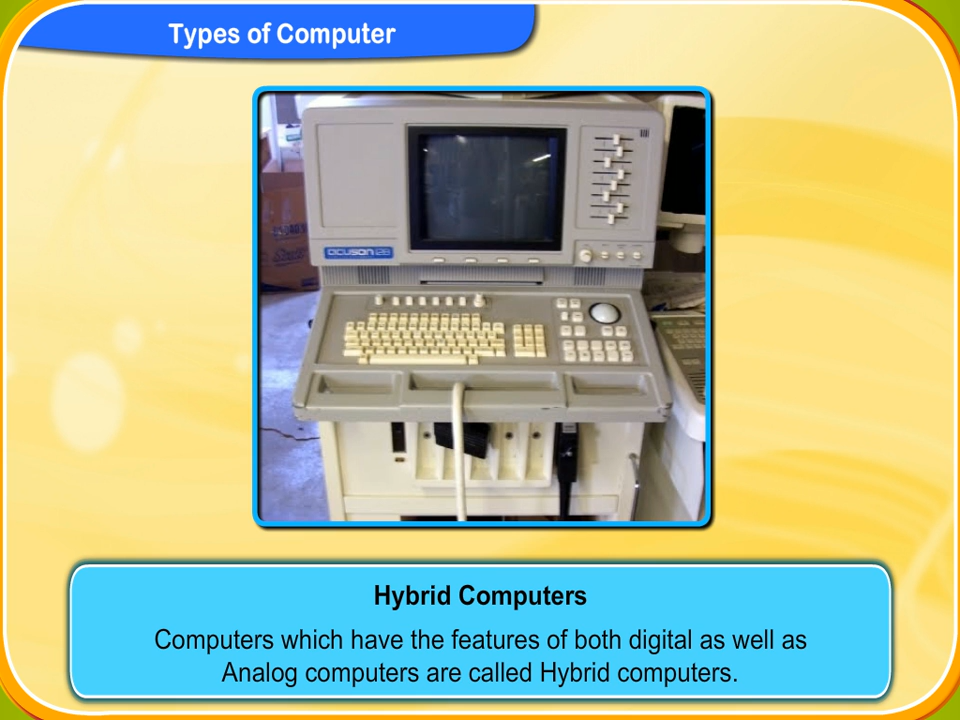 Types of Computer
acuson 128
Hybrid Computers
Computers which have the features of both digital as well as
Analog computers are called Hybrid computers.